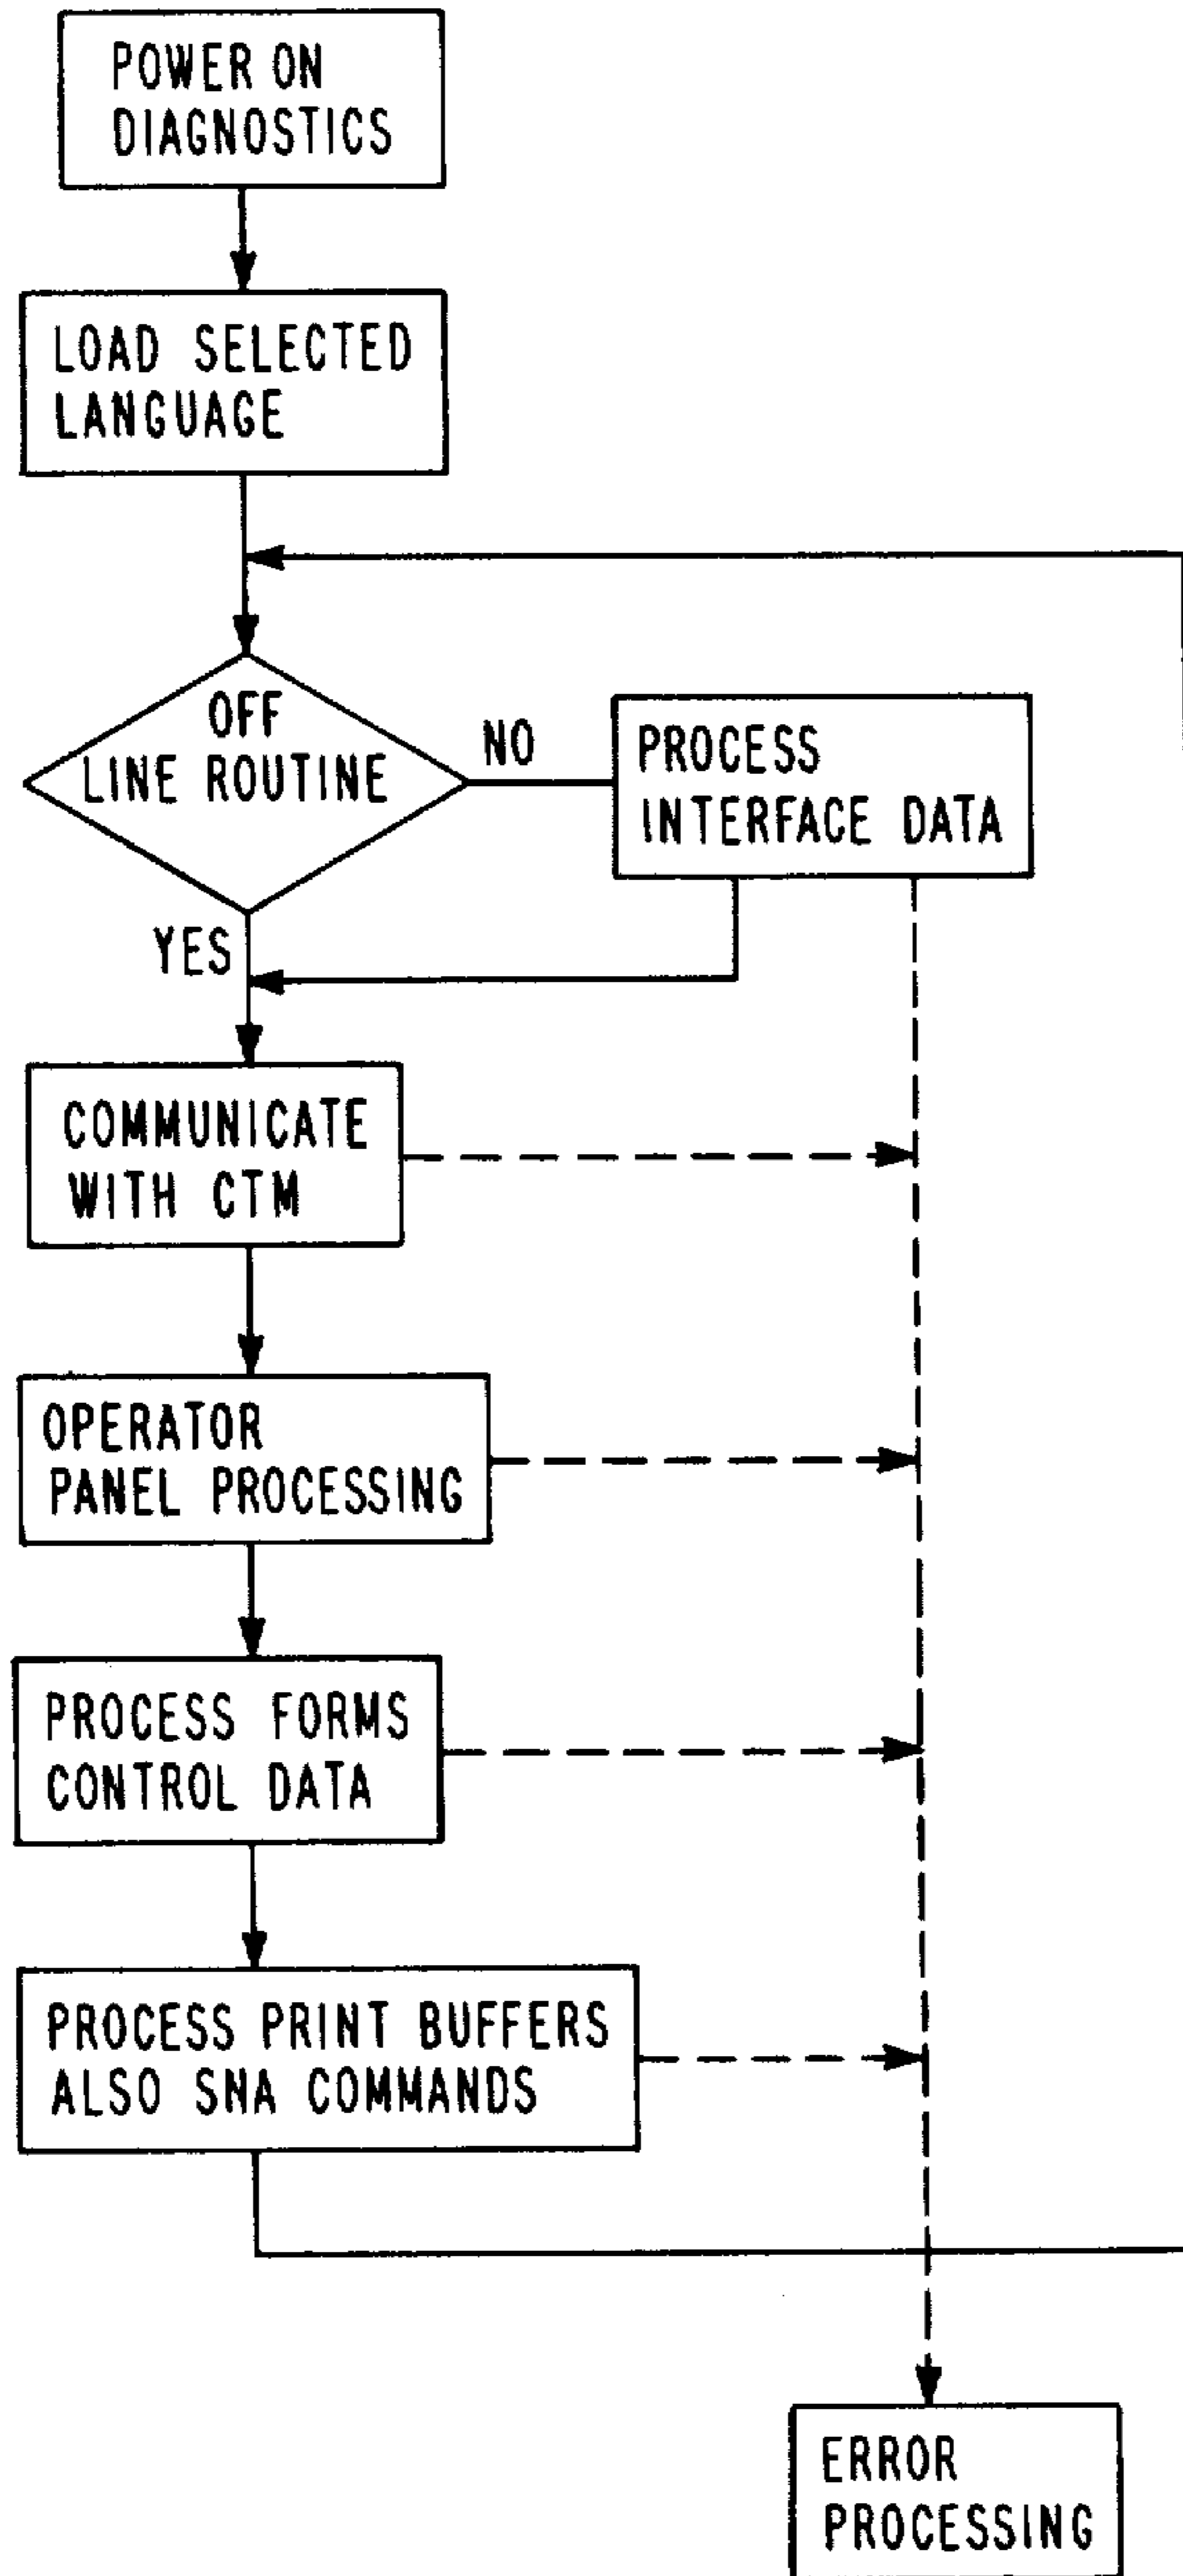 POWER ON
DIAGNOSTICS
LOAD SELECTED
LANGUAGE
OFF
LINE ROUTINE
NO
PROCESS
INTERFACE DATA
YES
COMMUNICATE
WITH CTM
OPERATOR
PANEL PROCESSING
PROCESS FORMS
CONTROL DATA
PROCESS PRINT BUFFERS
ALSO SNA COMMANDS
ERROR
PROCESSING